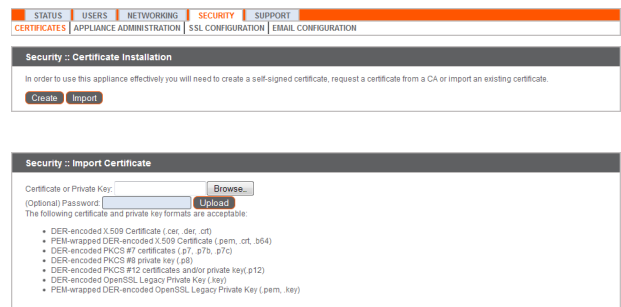 STATUS USERS NETWORKING SECURITY SUPPORT
CERTIFICATES APPLIANCE ADMINISTRATION SSL CONFIGURATION EMAIL CONFIGURATION
Security :: Certificate Installation
In order to use this appliance effectively you will need to create a self-signed certificate, request a certificate from a CA or import an existing certificate.
Create Import
Security :: Import Certificate
Certificate or Private Key: Browse..
(Optional) Password: Upload
The following certificate and private key formats are acceptable:
• DER-encoded X.509 Certificate (.cer, .der, .crt)
• PEM-wrapped DER-encoded X.509 Certificate (.pem, .crt, .b64)
• DER-encoded PKCS #7 certificates (.p7, .p7b, .p7c)
• DER-encoded PKCS #8 private key (.p8)
• DER-encoded PKCS #12 certificates and/or private key(.p12)
• DER-encoded OpenSSL Legacy Private Key (.key)
• PEM-wrapped DER-encoded OpenSSL Legacy Private Key (.pem, .key)